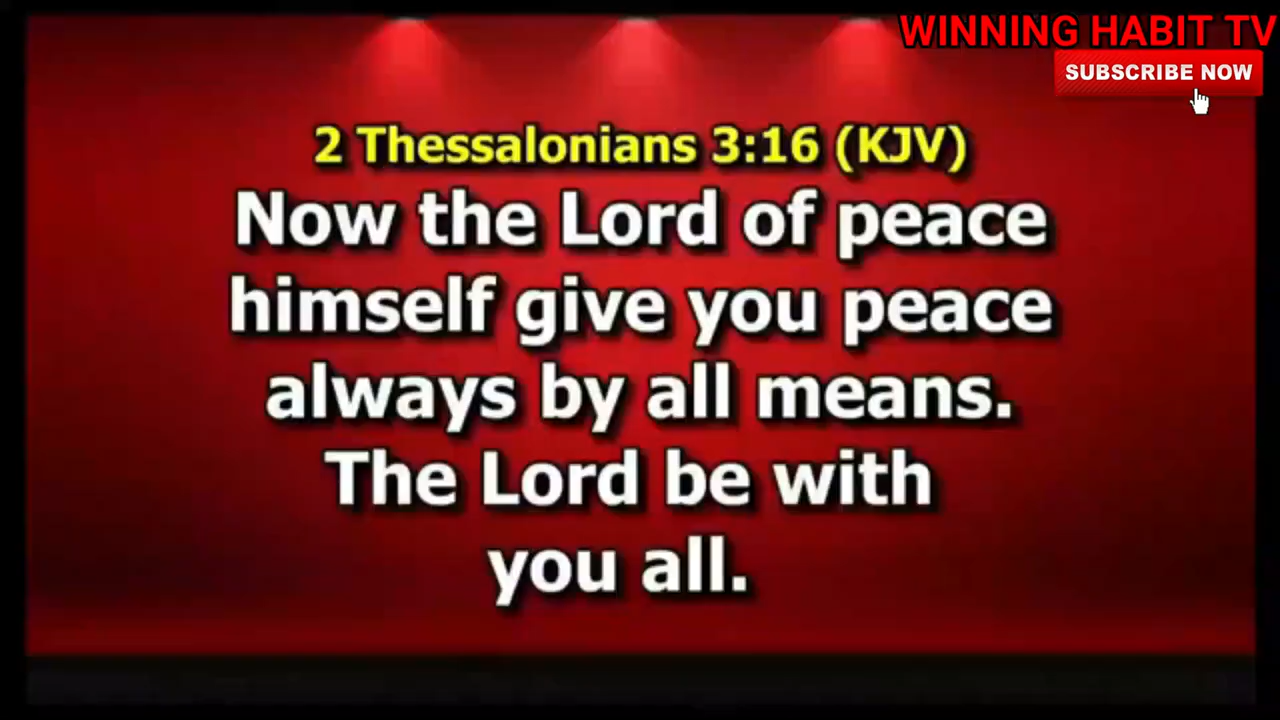 WINNING HABIT TV
SUBSCRIBE NOW
2 Thessalonians 3:16 (KJV)
Now the Lord of peace
himself give you peace
always by all means.
The Lord be with
you all.